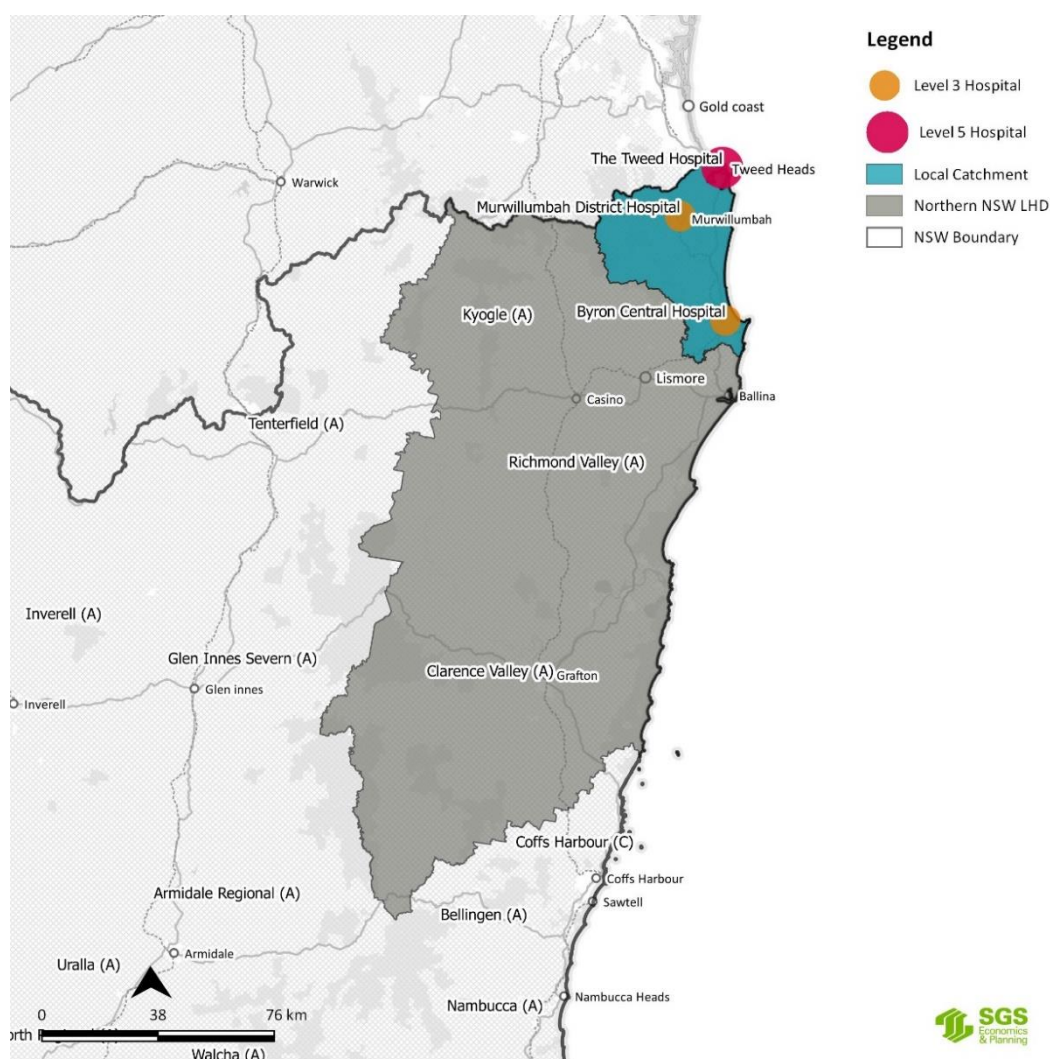 Legend
Level 3 Hospital
Level 5 Hospital
Local Catchment
Northern NSW LHD
NSW Boundary
Gold coast
The Tweed Hospital
Tweed Heads
Warwick
Murwillumbah District Hospital
Murwillumbah
Kyogle (A)
Byron Central Hospital
Lismore
Casino
Ballina
Tenterfield (A)
Richmond Valley (A)
Inverell (A)
Glen Innes Severn (A)
Clarence Valley (A)
Grafton
Glen innes
Inverell
Coffs Harbour (C)
Coffs Harbour
Armidale Regional (A)
Sawtell
Bellingen (A)
Armidale
Uralla (A)
Nambucca (A)
Nambucca Heads
0 38 76 km
Walcha (A)
SGS
Economics
& Planning